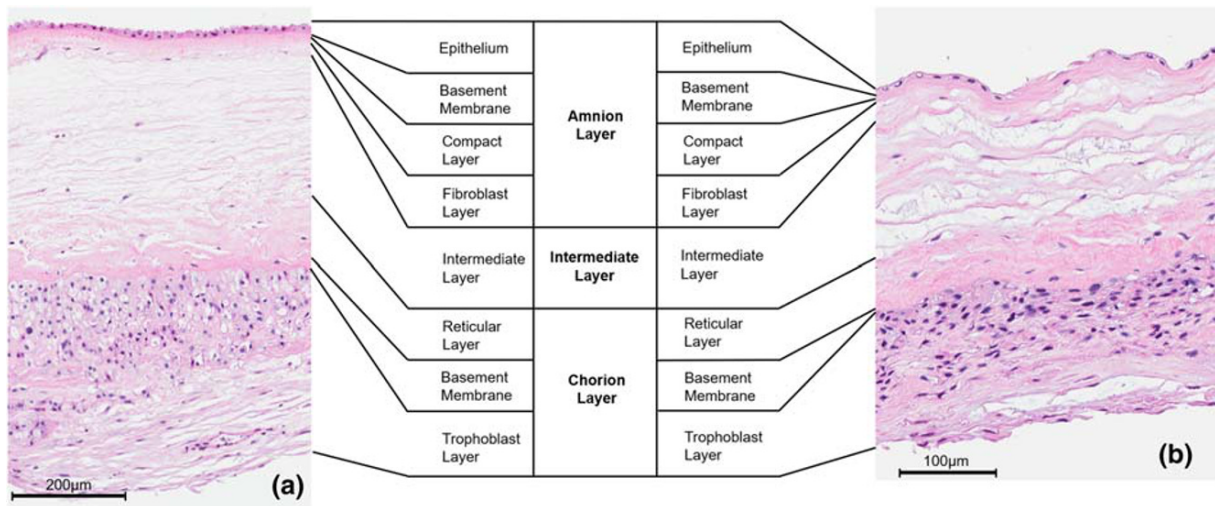 Epithelium
Basement
Membrane
Compact
Layer
Fibroblast
Layer
Intermediate
Layer
Reticular
Layer
Basement
Membrane
Trophoblast
Layer
Amnion
Layer
Intermediate
Layer
Chorion
Layer
Epithelium
Basement
Membrane
Compact
Layer
Fibroblast
Layer
Intermediate
Layer
Reticular
Layer
Basement
Membrane
Trophoblast
Layer
200µm
(a)
100µm
(b)